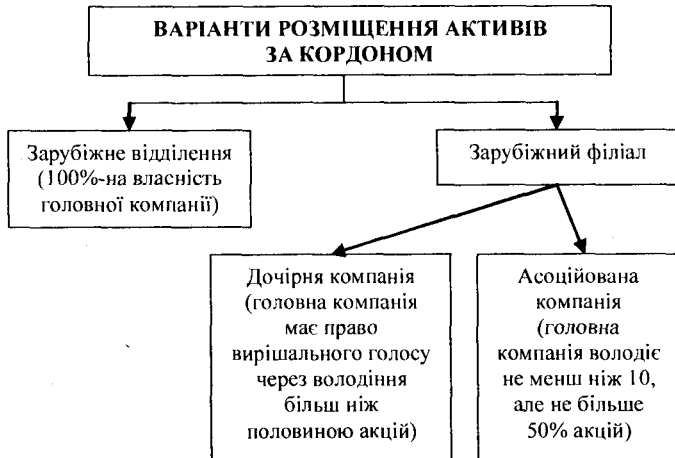 ВАРІАНТИ РОЗМІЩЕННЯ АКТИВІВ
ЗА КОРДОНОМ
Зарубіжне відділення
(100%-на власність
головної компанії)
Зарубіжний філіал
Дочірня компанія
(головна компанія
має право
вирішального голосу
через володіння
більш ніж
половиною акцій)
Асоційована
компанія
(головна
компанія володіє
не менш ніж 10,
але не більше
50% акцій)